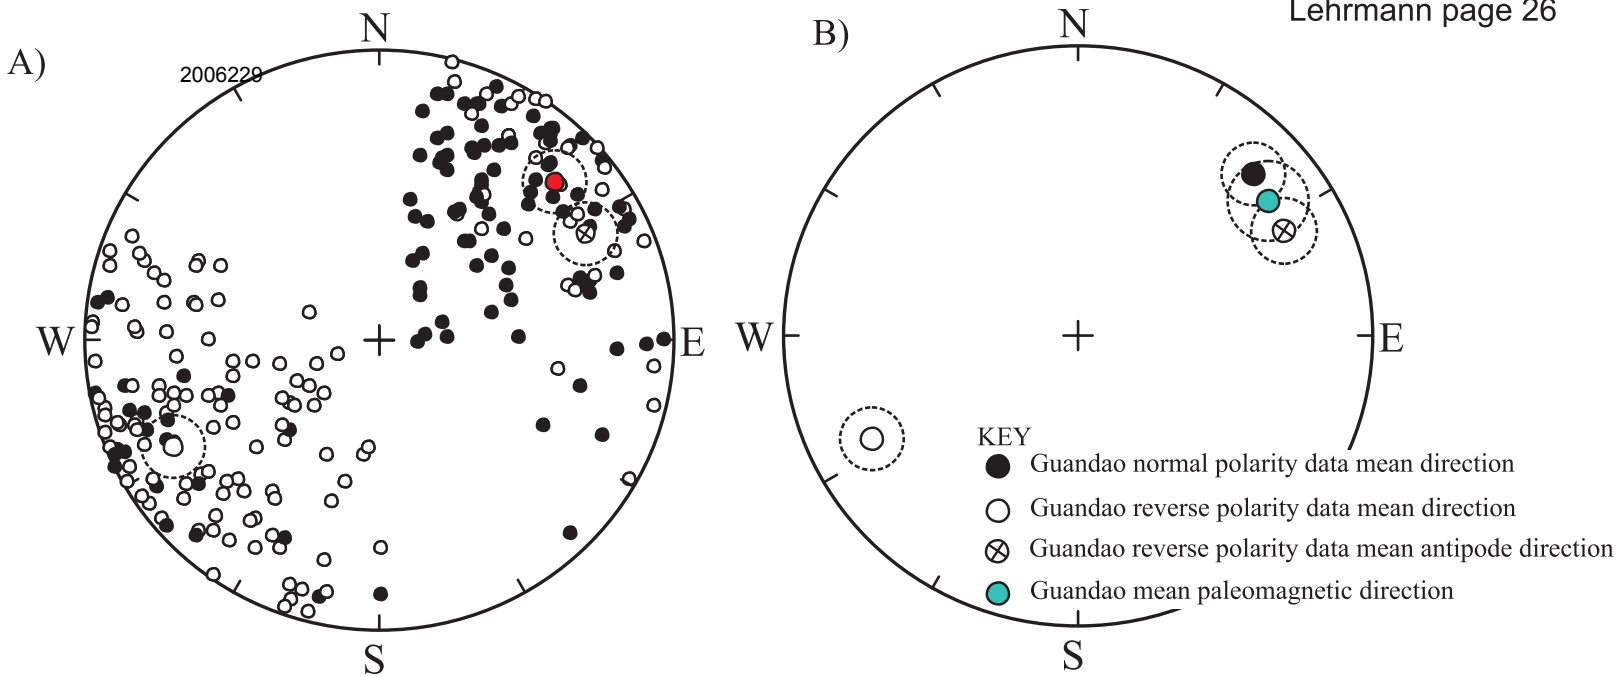 Lehrmann page 26
A)
N
2006229
W
E
S
B)
N
W
E
S
KEY
Guandao normal polarity data mean direction
Guandao reverse polarity data mean direction
Guandao reverse polarity data mean antipode direction
Guandao mean paleomagnetic direction